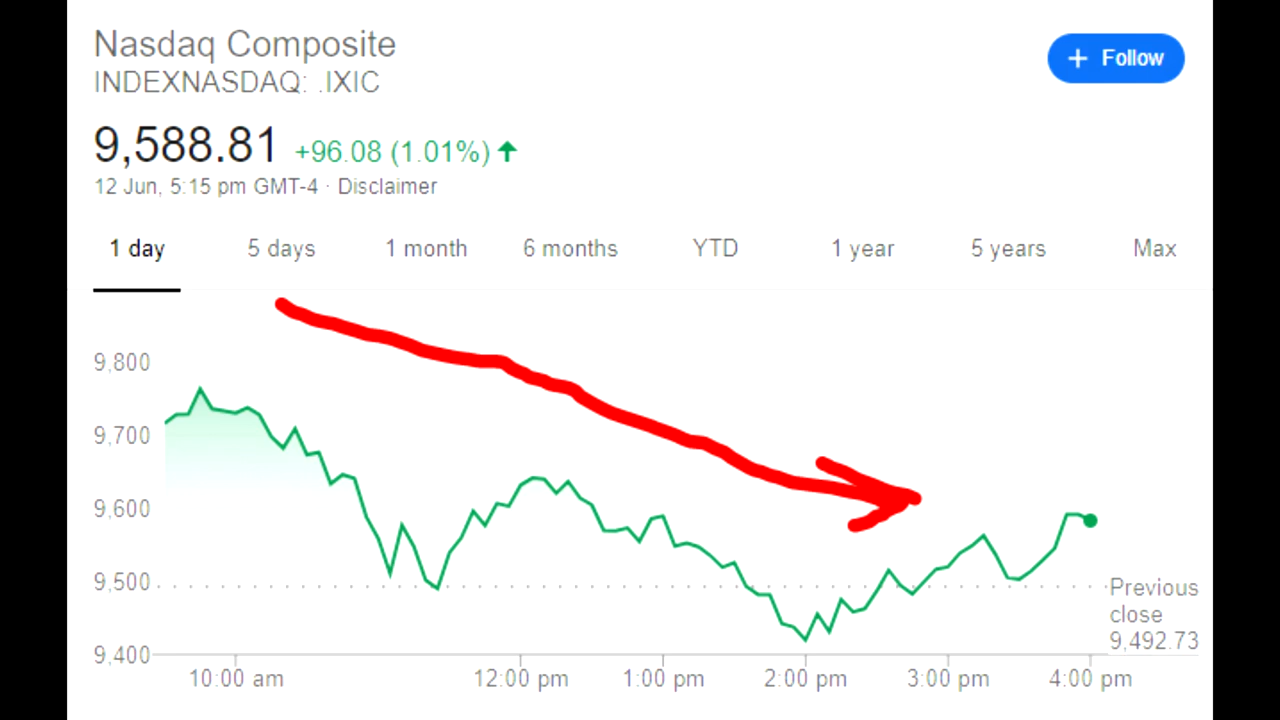 Nasdaq Composite
INDEXNASDAQ: .IXIC
+ Follow
9,588.81 +96.08 (1.01%)
12 Jun, 5:15 pm GMT-4 · Disclaimer
1 day 5 days 1 month 6 months YTD 1 year 5 years Max
9,800
9,700
9,600
9,500
Previous
close
9,492.73
9,400
10:00 am 12:00 pm 1:00 pm 2:00 pm 3:00 pm 4:00 pm